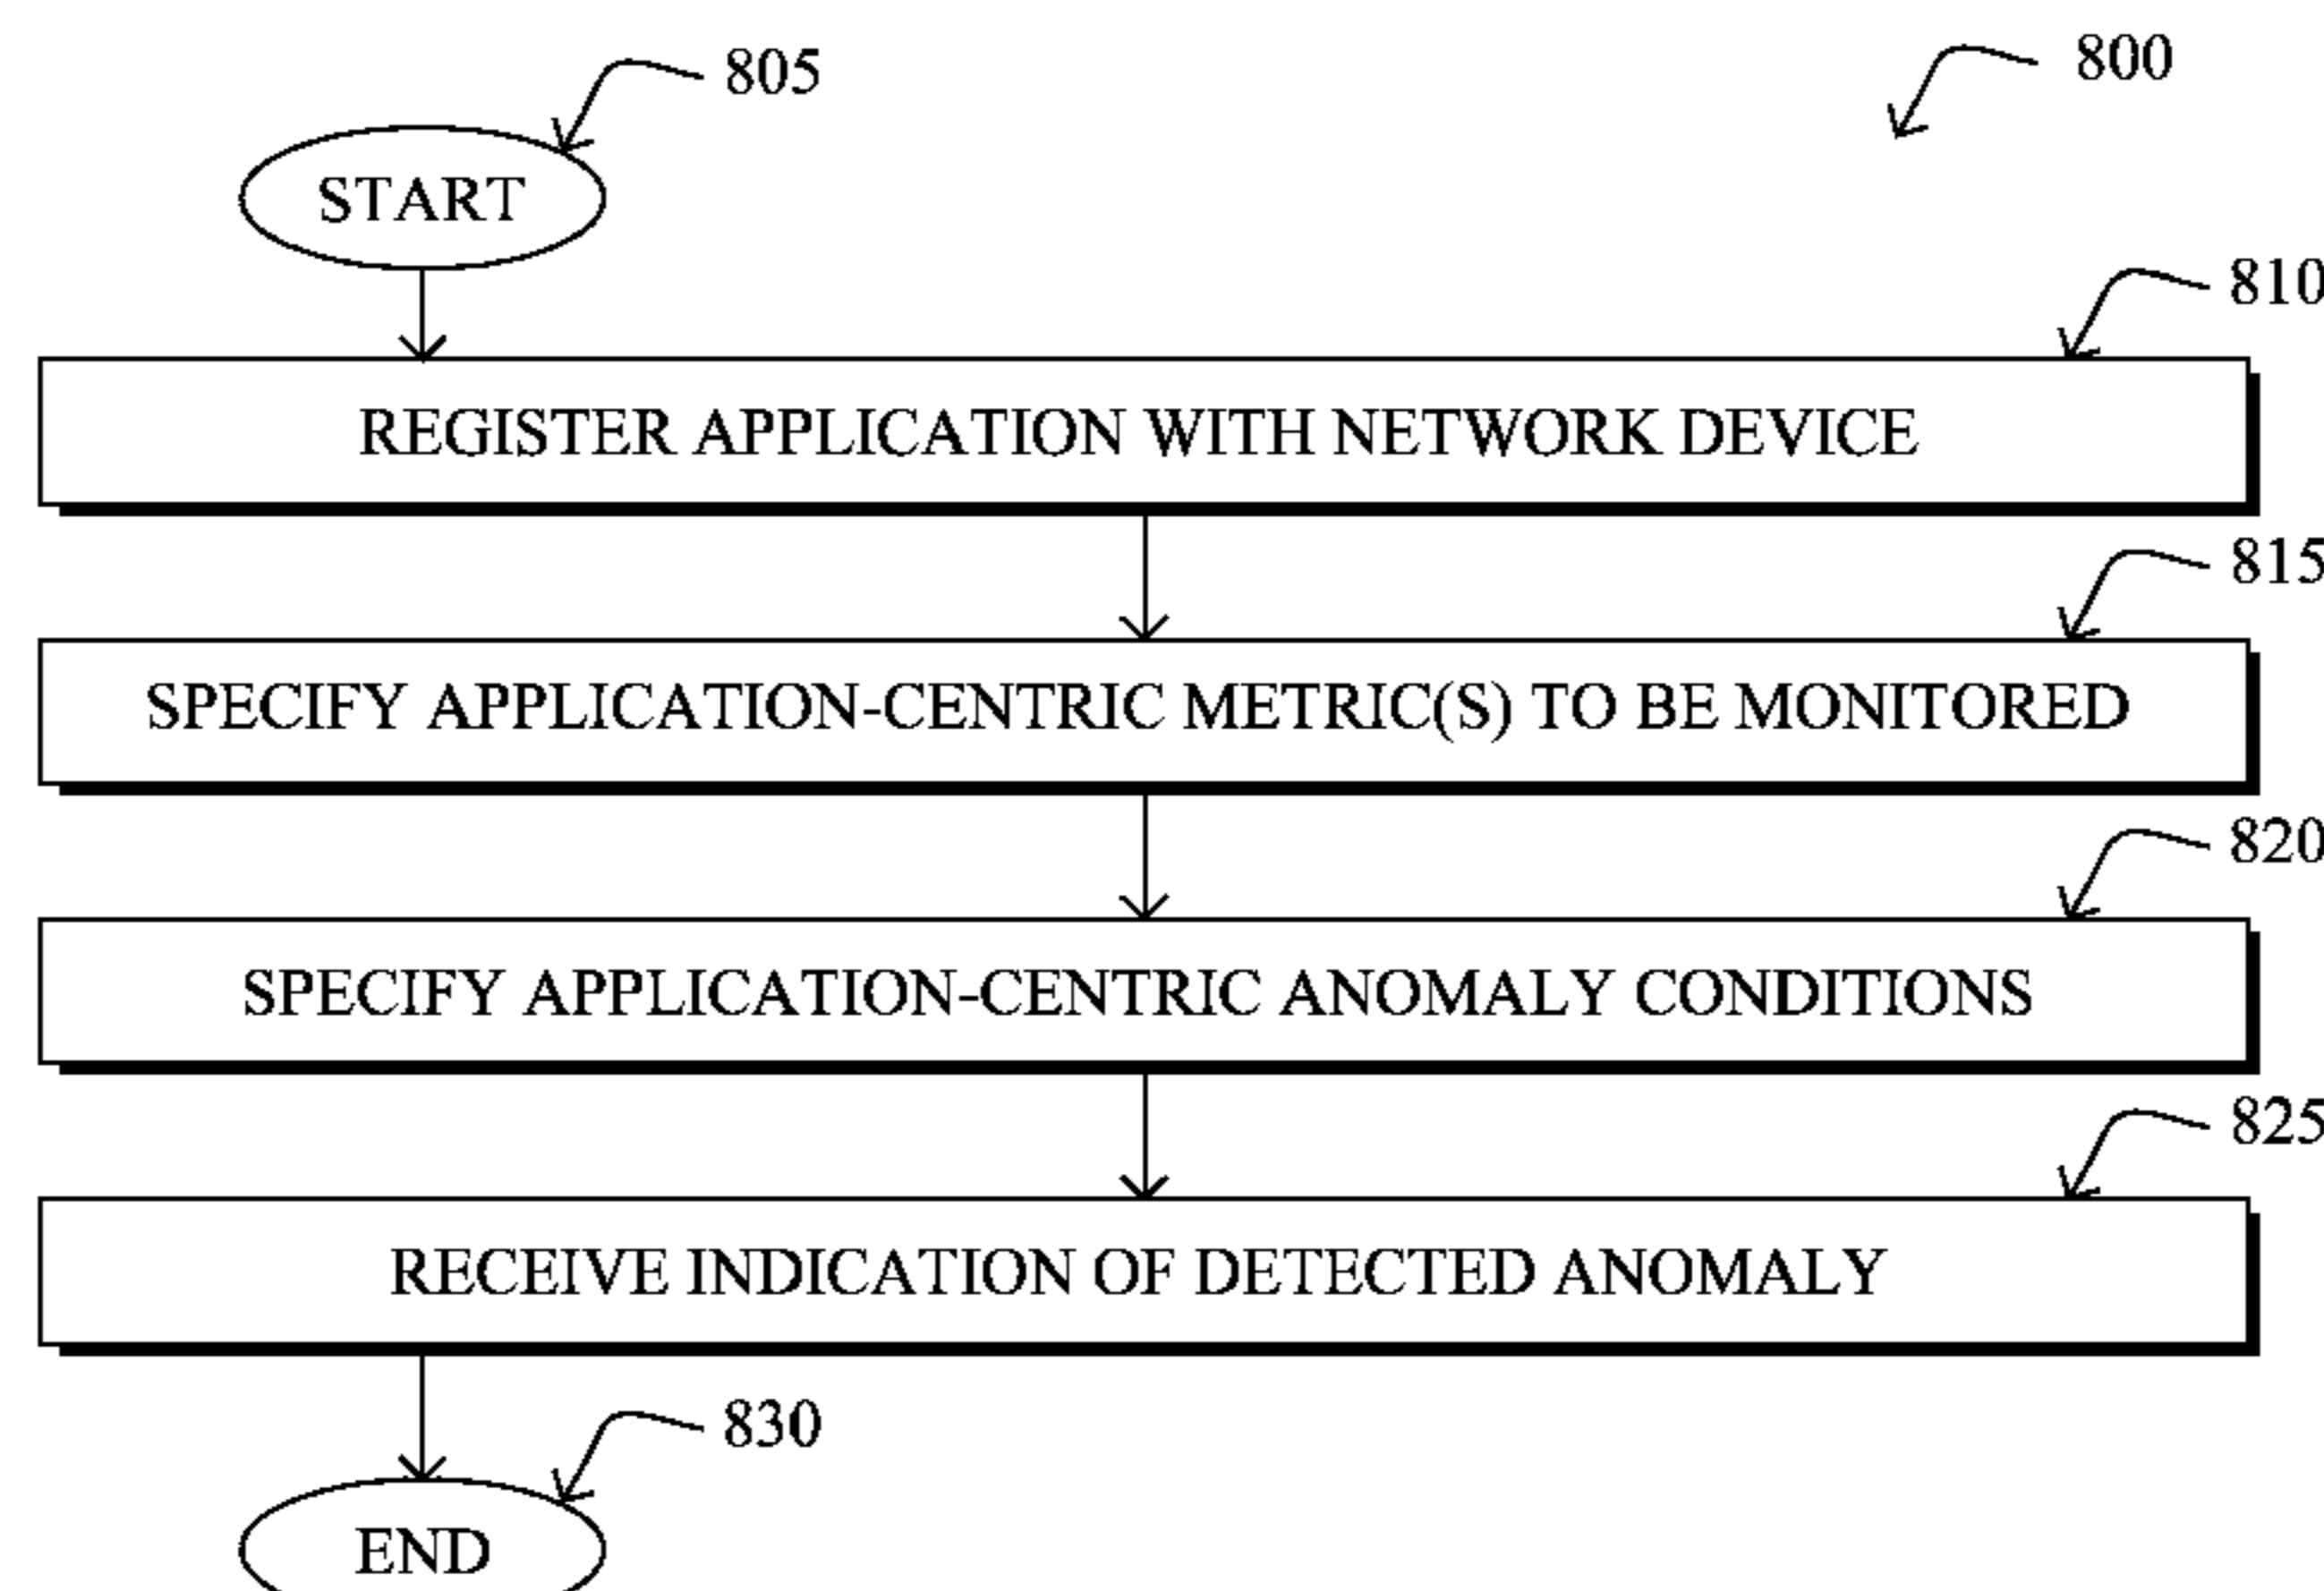 805
800
START
810
REGISTER APPLICATION WITH NETWORK DEVICE
815
SPECIFY APPLICATION-CENTRIC METRIC(S) TO BE MONITORED
820
SPECIFY APPLICATION-CENTRIC ANOMALY CONDITIONS
825
RECEIVE INDICATION OF DETECTED ANOMALY
830
END